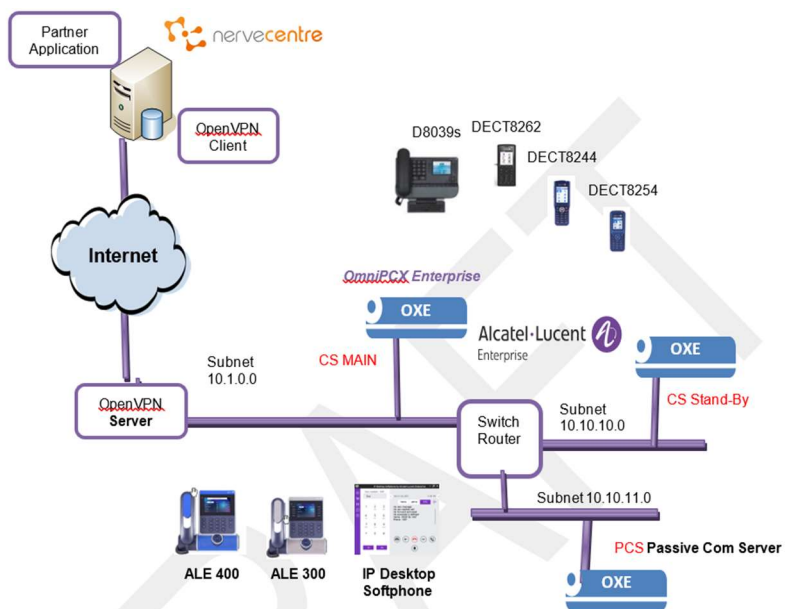 Partner
Application
nervecentre
OpenVPN
Client
D8039s
DECT8262
DECT8244
DECT8254
Internet
OmniPCX Enterprise
OXE
Alcatel·Lucent
Enterprise
OXE
Subnet
10.1.0.0
CS MAIN
CS Stand-By
OpenVPN
Server
Switch
Router
Subnet
10.10.10.0
Subnet 10.10.11.0
ALE 400
ALE 300
IP Desktop
Softphone
PCS Passive Com Server
OXE